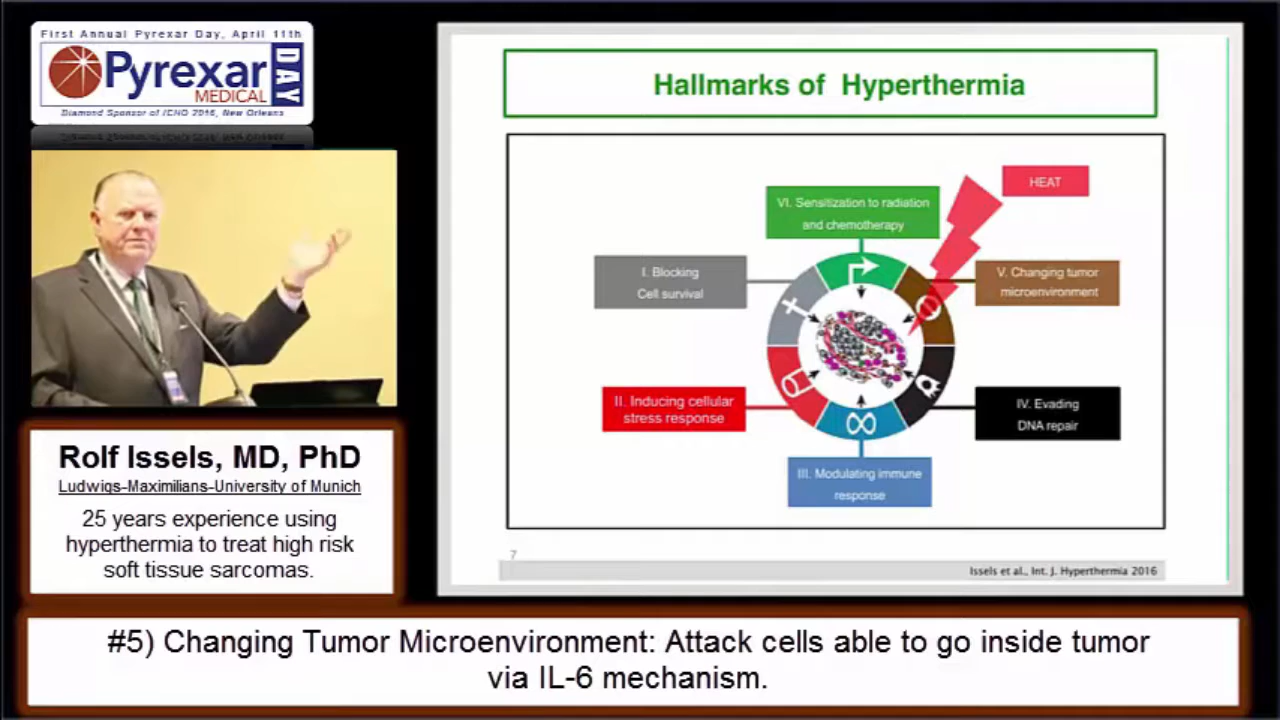 First Annual Pyrexar Day, April 11th
Pyrexar
MEDICAL
DAY
Diamond Sponsor of ICHO 2016, New Orleans
Hallmarks of Hyperthermia
HEAT
VI. Sensitization to radiation
and chemotherapy
I. Blocking
Cell survival
V. Changing tumor
microenvironment
II. Inducing cellular
stress response
IV. Evading
DNA repair
III. Modulating immune
response
7
Issels et al., Int. J. Hyperthermia 2016
Rolf Issels, MD, PhD
Ludwigs-Maximilians-University of Munich
25 years experience using
hyperthermia to treat high risk
soft tissue sarcomas.
#5) Changing Tumor Microenvironment: Attack cells able to go inside tumor
via IL-6 mechanism.